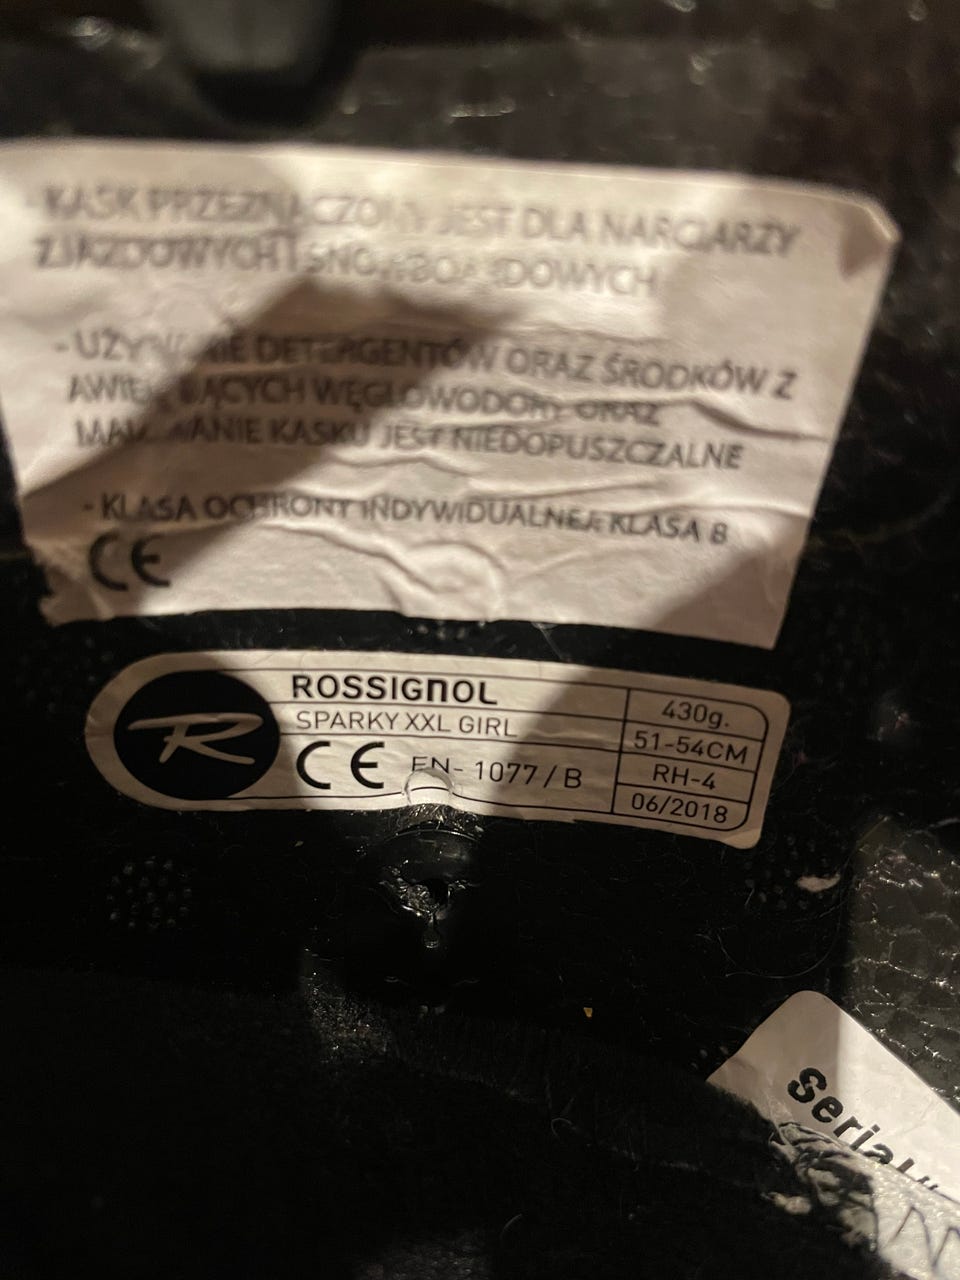 - KASK PRZEZNACZONY JEST DLA NARCIARZY
ZJAZDOWYCH I SNOWBOARDOWYCH
- UŻYWANIE DETERGENTÓW ORAZ ŚRODKÓW Z
AWIERAJĄCYCH WĘGLOWODORY ORAZ
MALOWANIE KASKU JEST NIEDOPUSZCZALNE
- KLASA OCHRONY INDYWIDUALNEJ: KLASA B
CE
R
ROSSIGNOL
SPARKY XXL GIRL
CE EN- 1077/B
430g.
51-54CM
RH-4
06/2018
Serial